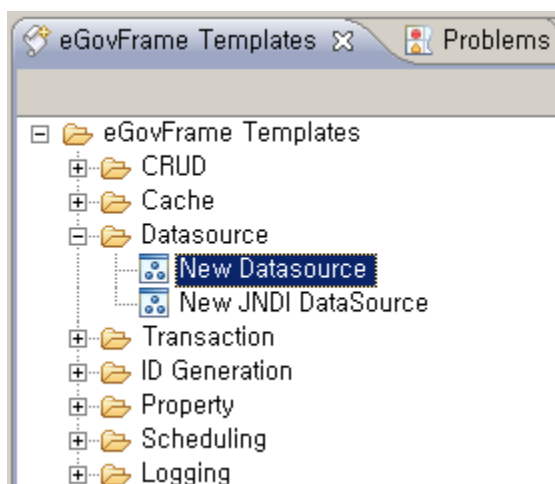 eGovFrame Templates Problems
eGovFrame Templates
CRUD
Cache
Datasource
New Datasource
New JNDI DataSource
Transaction
ID Generation
Property
Scheduling
Logging